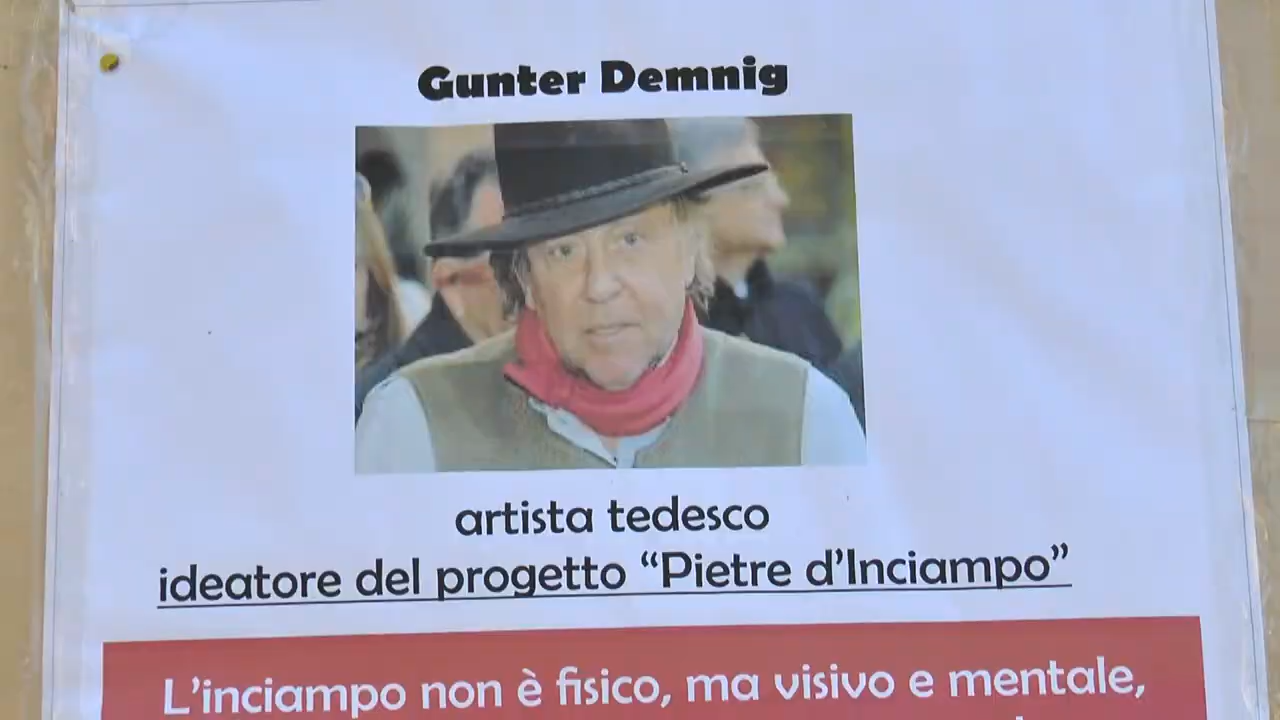 Gunter Demnig
artista tedesco
ideatore del progetto “Pietre d’Inciampo”
L’inciampo non è fisico, ma visivo e mentale,